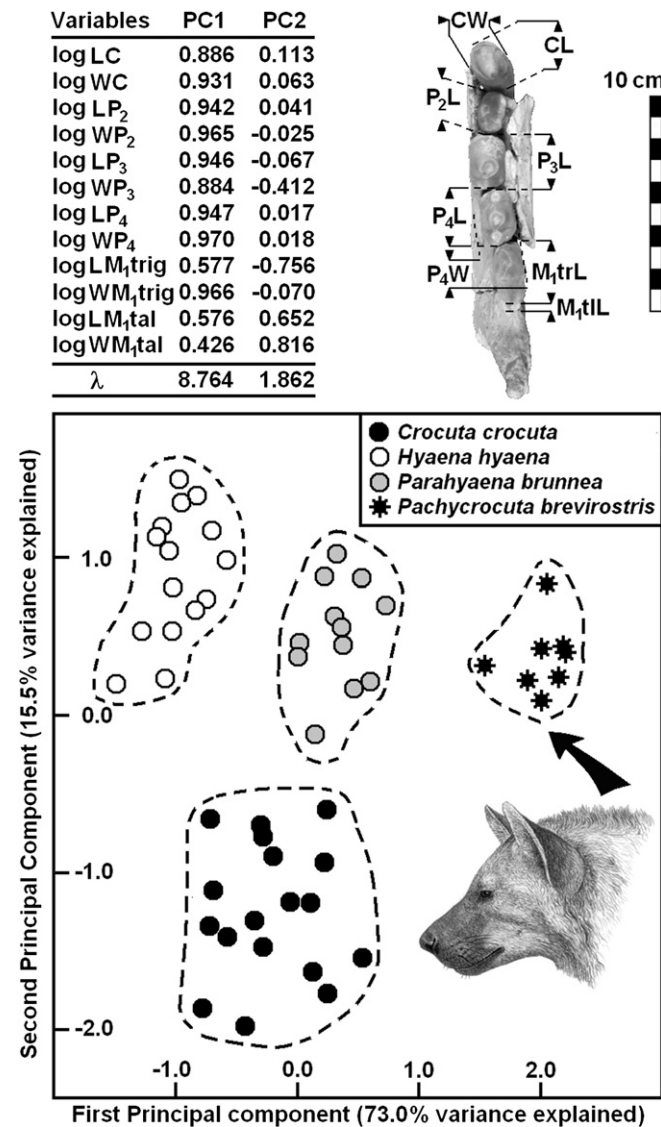 Variables PC1 PC2
log LC 0.886 0.113
log WC 0.931 0.063
log LP2 0.942 0.041
log WP2 0.965 -0.025
log LP3 0.946 -0.067
log WP3 0.884 -0.412
log LP4 0.947 0.017
log WP4 0.970 0.018
log LM1trig 0.577 -0.756
log WM1trig 0.966 -0.070
log LM1tal 0.576 0.652
log WM1tal 0.426 0.816
λ 8.764 1.862
CW
CL
10 cm
P2L
P3L
P4L
P4W
M1trL
M1tlL
Crocuta crocuta
Hyaena hyaena
Parahyaena brunnea
Pachycrocuta brevirostris
Second Principal Component (15.5% variance explained)
1.0
0.0
-1.0
-2.0
-1.0 0.0 1.0 2.0
First Principal component (73.0% variance explained)